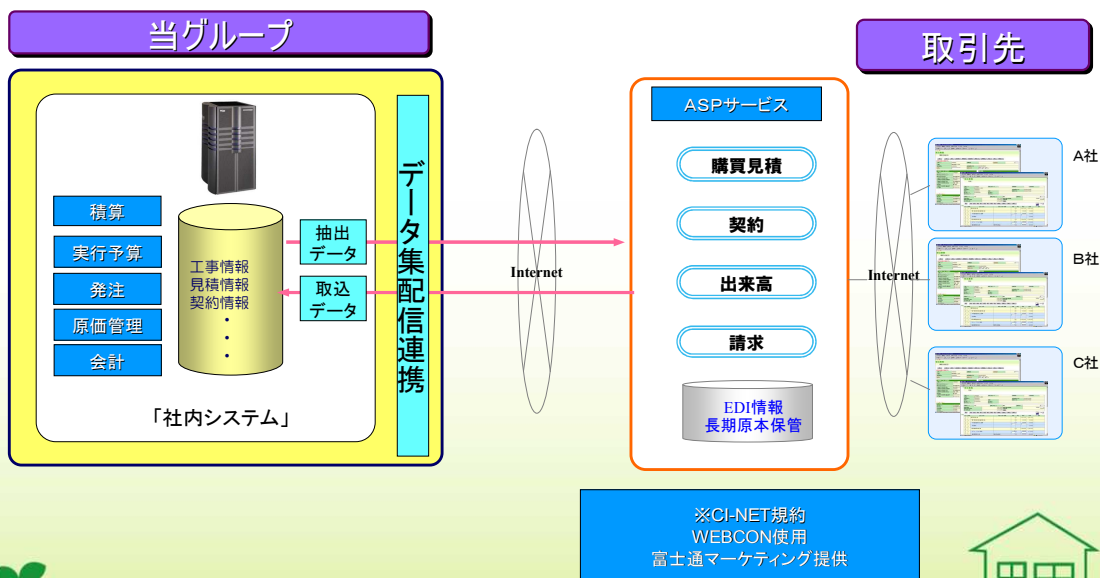 当グループ
取引先
積算
実行予算
発注
原価管理
会計
工事情報
見積情報
契約情報
・
・
・
「社内システム」
抽出
データ
取込
データ
データ集配信連携
Internet
ASPサービス
購買見積
契約
出来高
請求
EDI情報
長期原本保管
Internet
A社
B社
C社
※CI-NET規約
WEBCON使用
富士通マーケティング提供